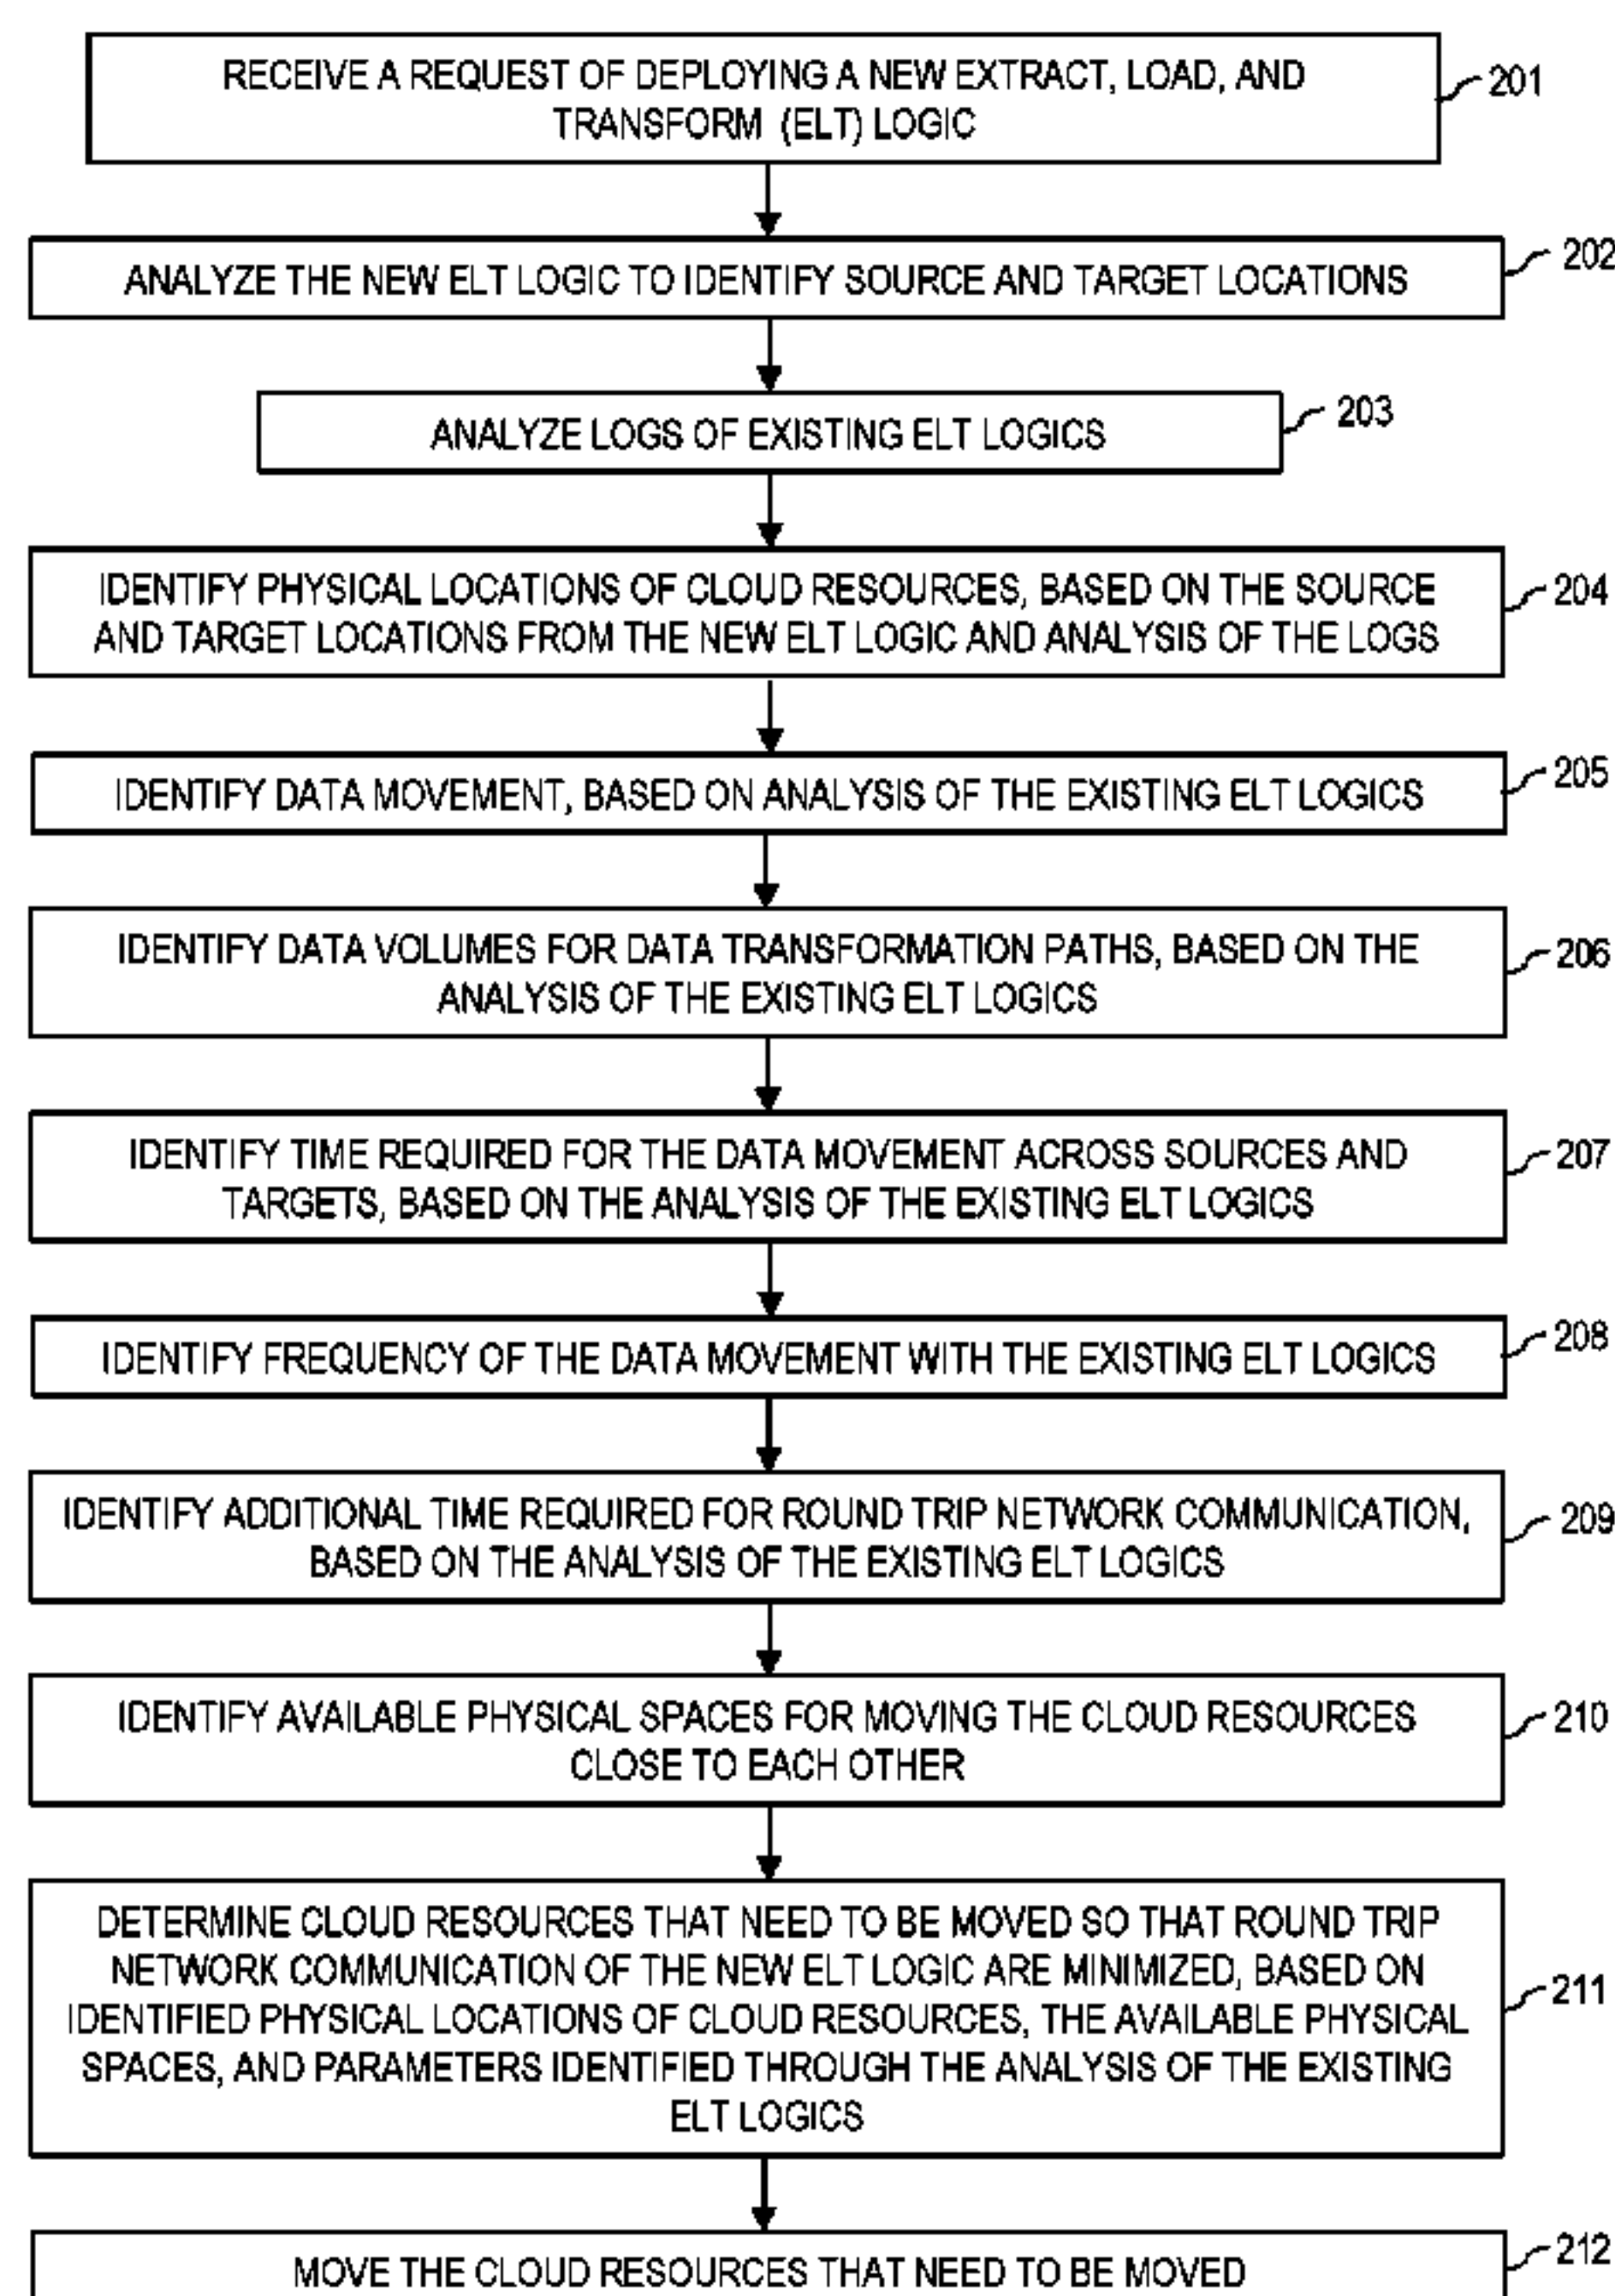 RECEIVE A REQUEST OF DEPLOYING A NEW EXTRACT, LOAD, AND
TRANSFORM (ELT) LOGIC
201
ANALYZE THE NEW ELT LOGIC TO IDENTIFY SOURCE AND TARGET LOCATIONS
202
ANALYZE LOGS OF EXISTING ELT LOGICS
203
IDENTIFY PHYSICAL LOCATIONS OF CLOUD RESOURCES, BASED ON THE SOURCE
AND TARGET LOCATIONS FROM THE NEW ELT LOGIC AND ANALYSIS OF THE LOGS
204
IDENTIFY DATA MOVEMENT, BASED ON ANALYSIS OF THE EXISTING ELT LOGICS
205
IDENTIFY DATA VOLUMES FOR DATA TRANSFORMATION PATHS, BASED ON THE
ANALYSIS OF THE EXISTING ELT LOGICS
206
IDENTIFY TIME REQUIRED FOR THE DATA MOVEMENT ACROSS SOURCES AND
TARGETS, BASED ON THE ANALYSIS OF THE EXISTING ELT LOGICS
207
IDENTIFY FREQUENCY OF THE DATA MOVEMENT WITH THE EXISTING ELT LOGICS
208
IDENTIFY ADDITIONAL TIME REQUIRED FOR ROUND TRIP NETWORK COMMUNICATION,
BASED ON THE ANALYSIS OF THE EXISTING ELT LOGICS
209
IDENTIFY AVAILABLE PHYSICAL SPACES FOR MOVING THE CLOUD RESOURCES
CLOSE TO EACH OTHER
210
DETERMINE CLOUD RESOURCES THAT NEED TO BE MOVED SO THAT ROUND TRIP
NETWORK COMMUNICATION OF THE NEW ELT LOGIC ARE MINIMIZED, BASED ON
IDENTIFIED PHYSICAL LOCATIONS OF CLOUD RESOURCES, THE AVAILABLE PHYSICAL
SPACES, AND PARAMETERS IDENTIFIED THROUGH THE ANALYSIS OF THE EXISTING
ELT LOGICS
211
MOVE THE CLOUD RESOURCES THAT NEED TO BE MOVED
212